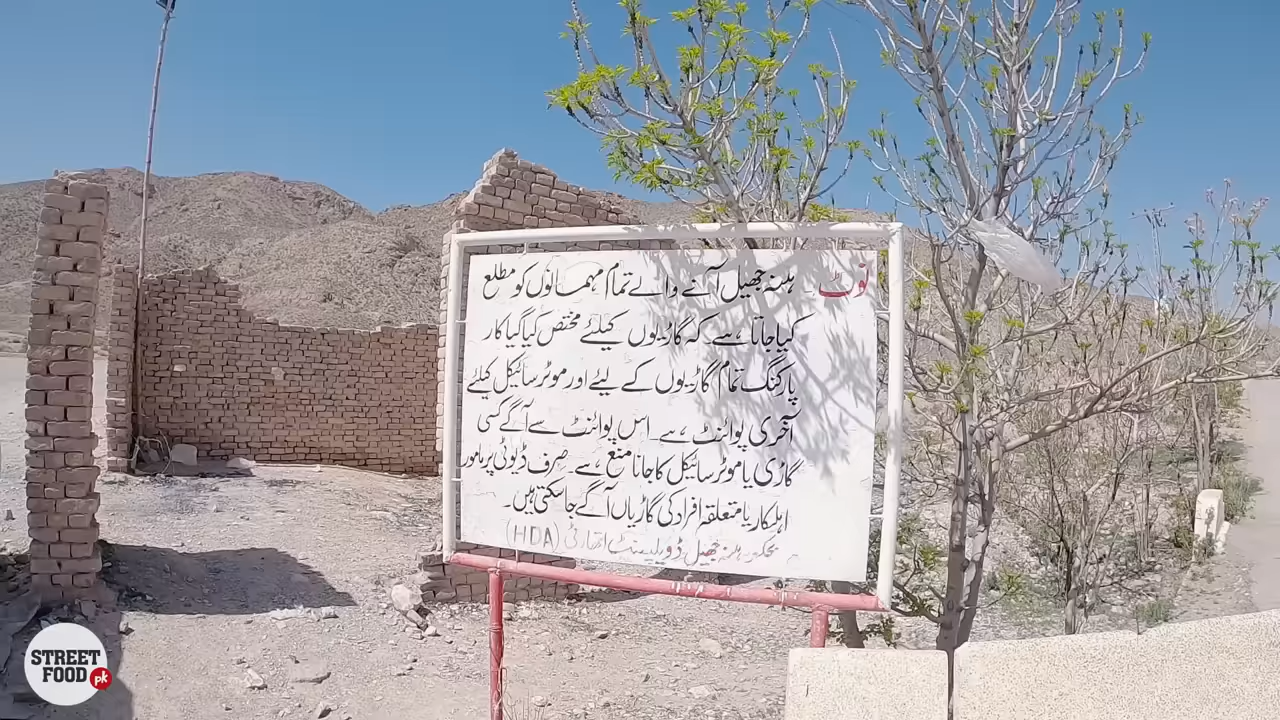 نوٹ ۔ ہنہ جھیل آنے والے تمام مہمانوں کو مطلع
کیا جاتا ہے کہ گاڑیوں کیلئے مختص کیا گیا کار
پارکنگ تمام گاڑیوں کے لیئے اور موٹر سائیکل کیلئے
آخری پوائنٹ ہے۔ اس پوائنٹ سے آگے کسی
گاڑی یا موٹر سائیکل کا جانا منع ہے۔ صرف ڈیوٹی پر مامور
اہلکار یا متعلقہ افراد کی گاڑیاں آگے جا سکتی ہیں۔
محکمہ ہنہ جھیل ڈویلپمنٹ اتھارٹی (HDA)
STREET
FOOD pk